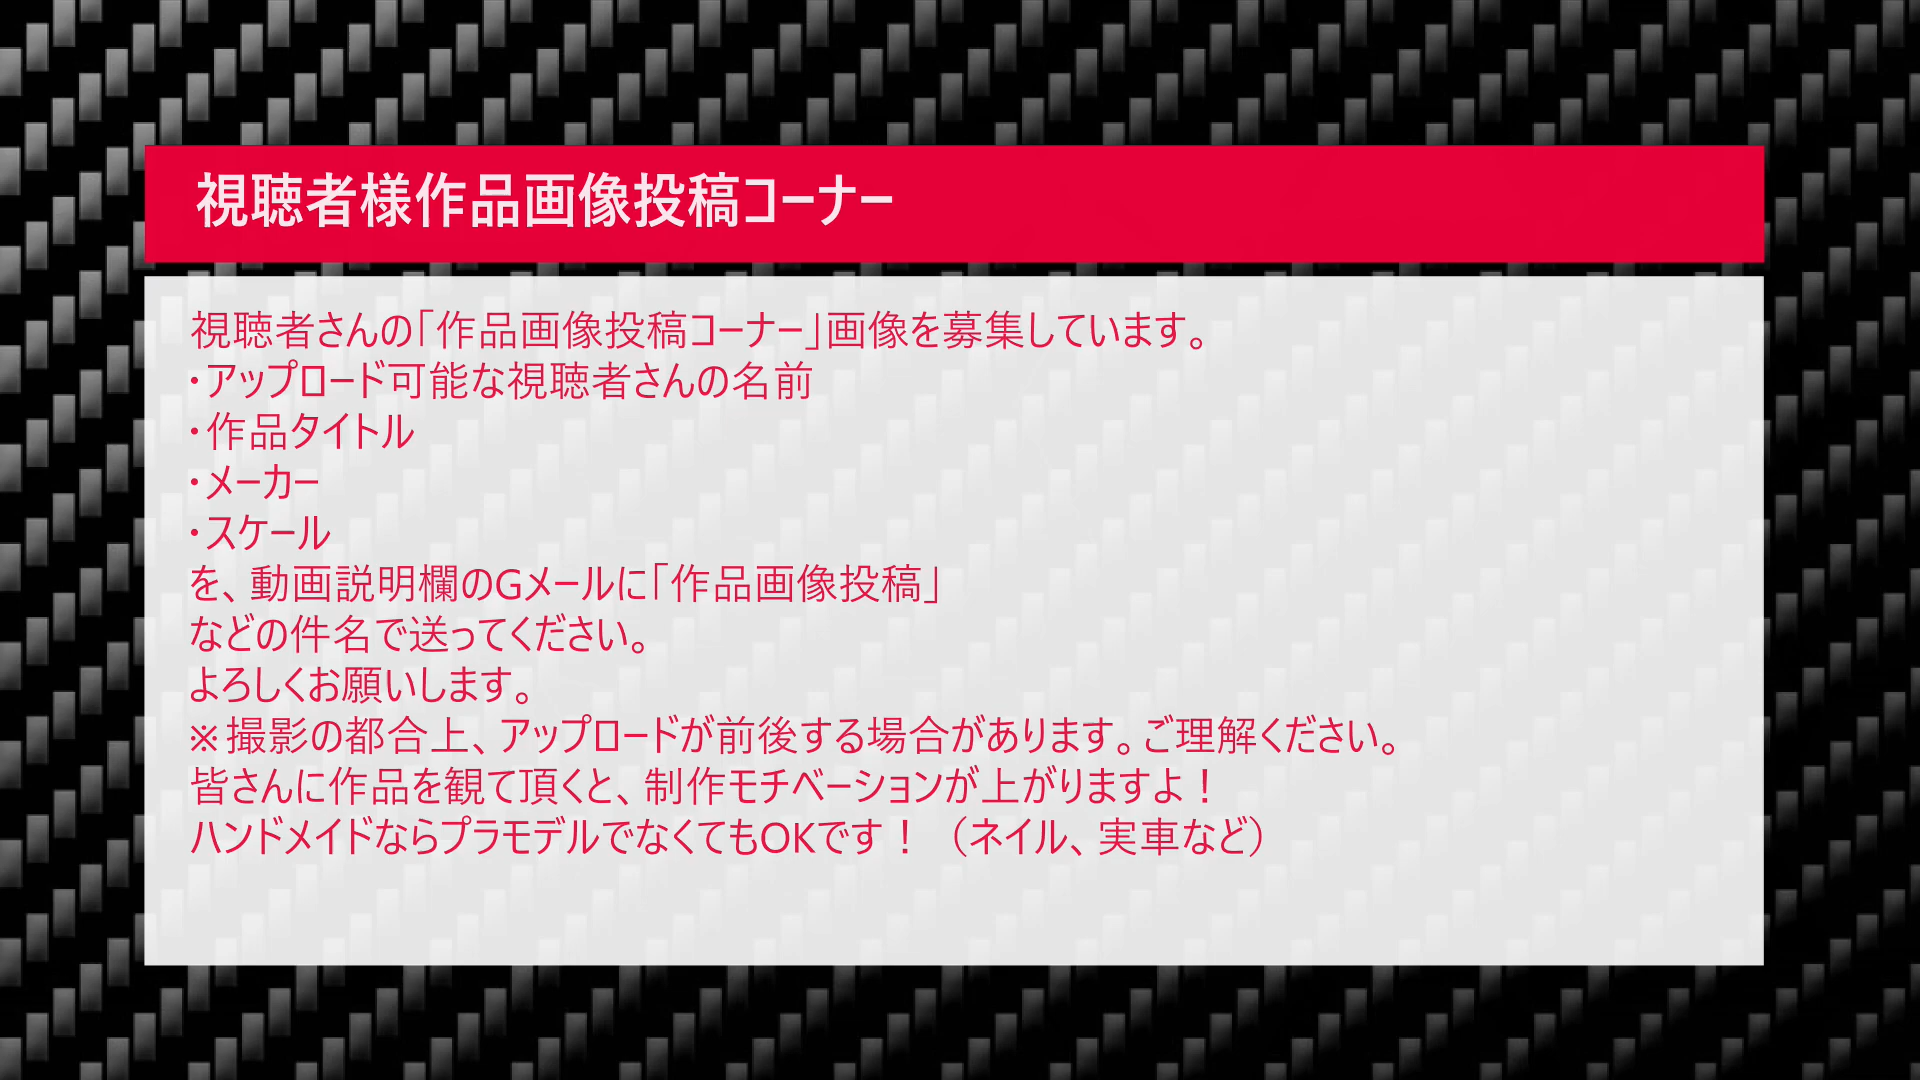 視聴者様作品画像投稿コーナー
視聴者さんの「作品画像投稿コーナー」画像を募集しています。
・アップロード可能な視聴者さんの名前
・作品タイトル
・メーカー
・スケール
を、動画説明欄のGメールに「作品画像投稿」
などの件名で送ってください。
よろしくお願いします。
※撮影の都合上、アップロードが前後する場合があります。ご理解ください。
皆さんに作品を観て頂くと、制作モチベーションが上がりますよ！
ハンドメイドならプラモデルでなくてもOKです！（ネイル、実車など）